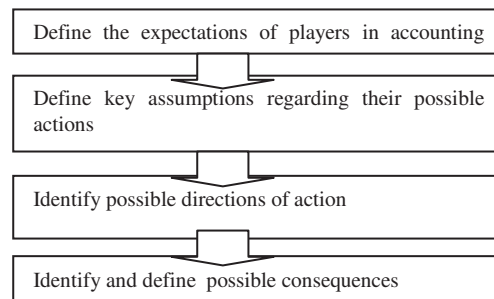 Define the expectations of players in accounting
Define key assumptions regarding their possible
actions
Identify possible directions of action
Identify and define possible consequences